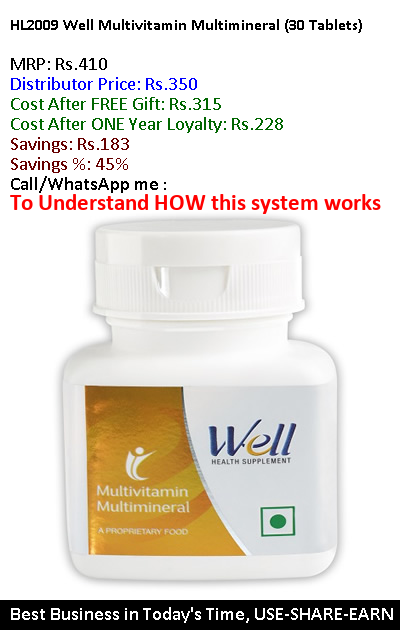 HL2009 Well Multivitamin Multimineral (30 Tablets)
MRP: Rs.410
Distributor Price: Rs.350
Cost After FREE Gift: Rs.315
Cost After ONE Year Loyalty: Rs.228
Savings: Rs.183
Savings %: 45%
Call/WhatsApp me :
To Understand HOW this system works
Well
HEALTH SUPPLEMENT
Multivitamin
Multimineral
A PROPRIETARY FOOD
Best Business in Today's Time, USE-SHARE-EARN